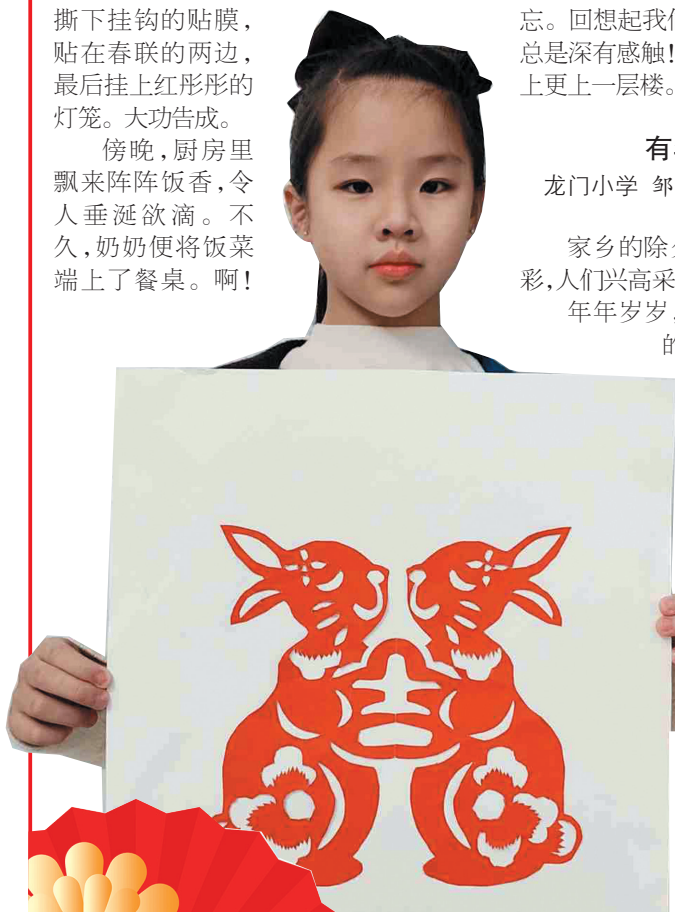 撕下挂钩的贴膜，
贴在春联的两边，
最后挂上红彤彤的
灯笼。大功告成。
傍晚，厨房里
飘来阵阵饭香，令
人垂涎欲滴。不
久，奶奶便将饭菜
端上了餐桌。啊！
忘。回想起我
总是深有感触！
上更上一层楼。
有
龙门小学 邹
家乡的除
彩，人们兴高采
年年岁岁，
的
吉